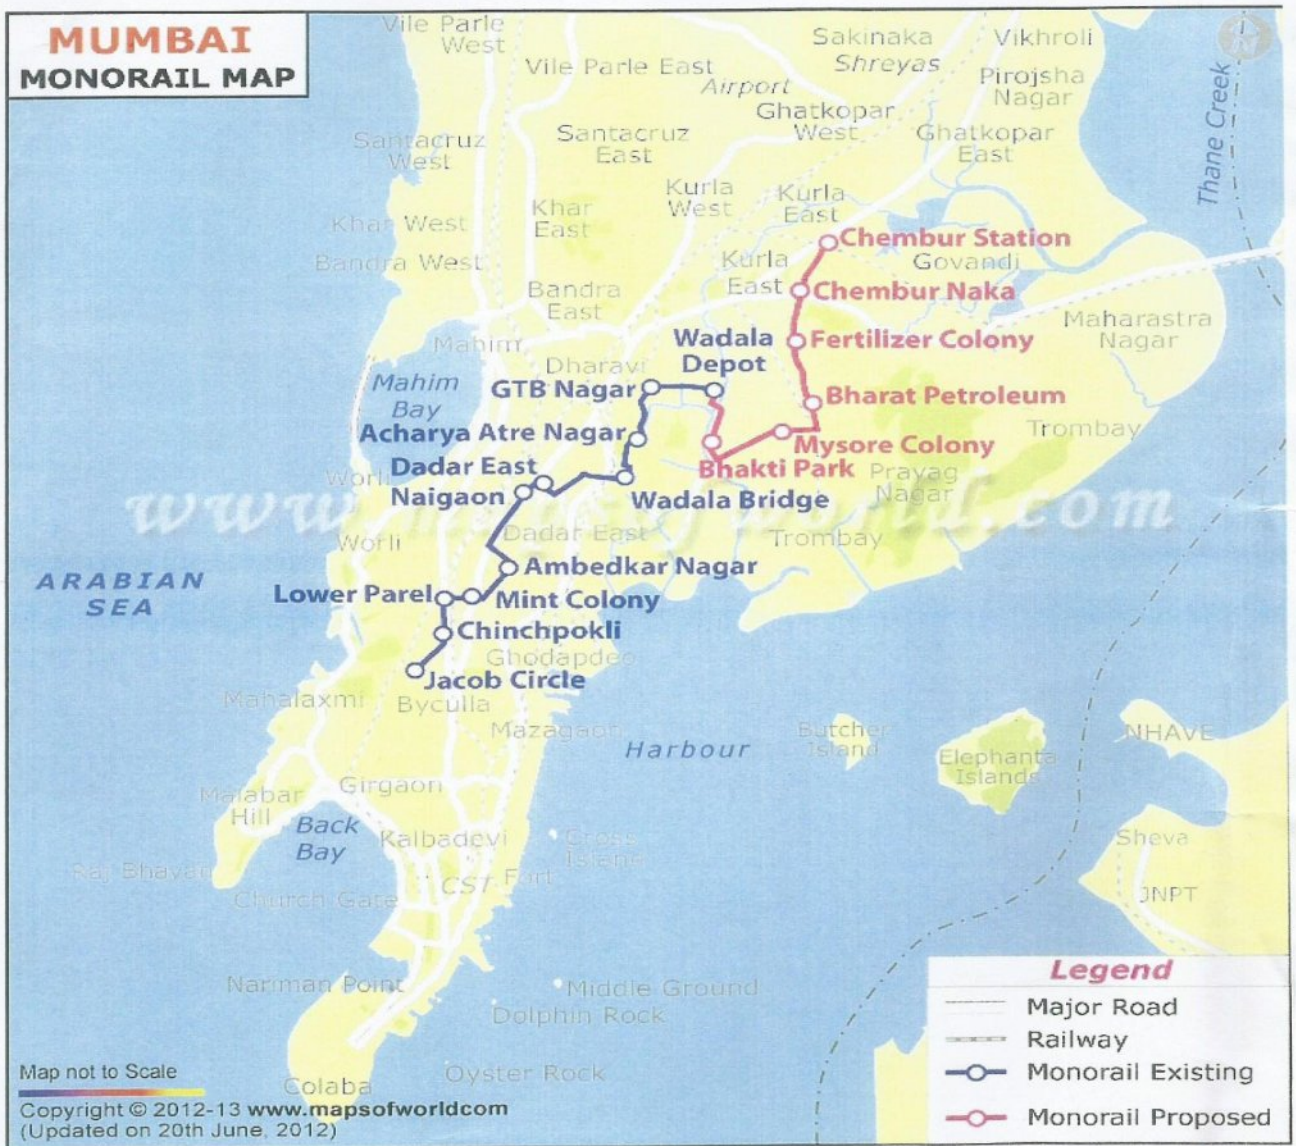 MUMBAI
MONORAIL MAP
Vile Parle
West
Vile Parle East
Airport
Sakinaka
Shreyas
Vikhroli
Pirojsha
Nagar
Thane Creek
Santacruz
West
Santacruz
East
Ghatkopar
West
Ghatkopar
East
Khar West
Khar
East
Kurla
West
Kurla
East
Chembur Station
Govandi
Bandra West
Bandra
East
Kurla
East
Chembur Naka
Maharastra
Nagar
Mahim
Mahim
Bay
Dharavi
Wadala
Depot
Fertilizer Colony
GTB Nagar
Bharat Petroleum
Acharya Atre Nagar
Mysore Colony
Trombay
Dadar East
Naigaon
Bhakti Park
Prayag
Nagar
Worli
Wadala Bridge
www.mapsofworld.com
Worli
Dadar East
Trombay
ARABIAN
SEA
Ambedkar Nagar
Lower Parel
Mint Colony
Chinchpokli
Ghodapdeo
Jacob Circle
Mahalaxmi
Byculla
Mazagaon
Harbour
Butcher
Island
Elephanta
Islands
NHAVE
Malabar
Hill
Girgaon
Back
Bay
Kalbadevi
Cross
Island
Sheva
Raj Bhavan
CST
Fort
Church Gate
JNPT
Nariman Point
Middle Ground
Dolphin Rock
Oyster Rock
Colaba
Legend
Major Road
Railway
Monorail Existing
Monorail Proposed
Map not to Scale
Copyright © 2012-13 www.mapsofworldcom
(Updated on 20th June, 2012)